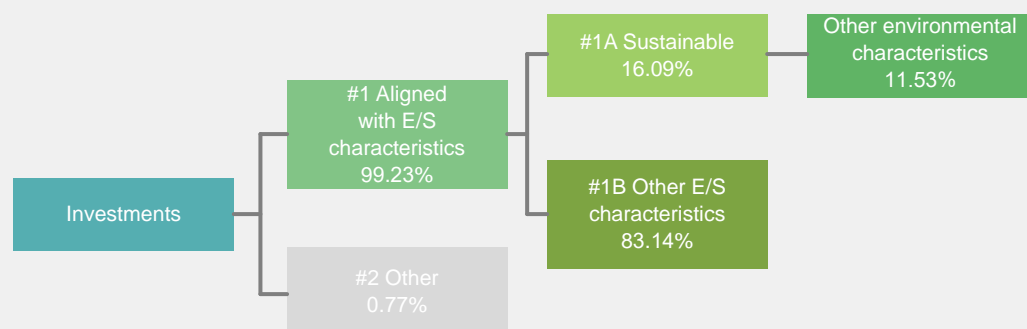 Investments
#1 Aligned
with E/S
characteristics
99.23%
#2 Other
0.77%
#1A Sustainable
16.09%
#1B Other E/S
characteristics
83.14%
Other environmental
characteristics
11.53%